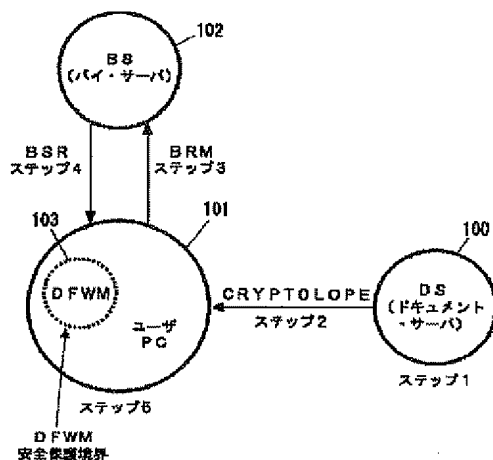 102
BS
(バイ・サーバ)
BSR
ステップ4
BRM
ステップ3
101
103
DFWM
ユーザ
PC
CRYPTOLOPE
ステップ2
100
DS
(ドキュメント
・サーバ)
ステップ1
ステップ5
DFWM
安全保護境界